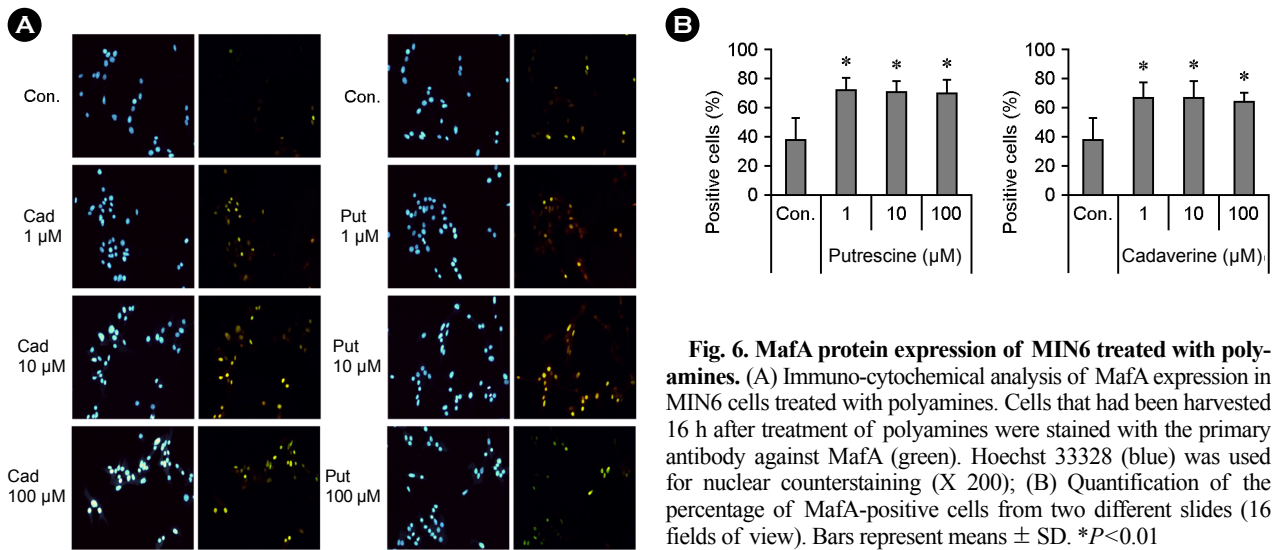 A
Con.
Con.
Cad
1 µM
Put
1 µM
Cad
10 µM
Put
10 µM
Cad
100 µM
Put
100 µM
B
100
80
60
40
20
0
Positive cells (%)
* * *
Con. 1 10 100
Putrescine (µM)
100
80
60
40
20
0
Positive cells (%)
* * *
Con. 1 10 100
Cadaverine (µM)
Fig. 6. MafA protein expression of MIN6 treated with poly-
amines. (A) Immuno-cytochemical analysis of MafA expression in
MIN6 cells treated with polyamines. Cells that had been harvested
16 h after treatment of polyamines were stained with the primary
antibody against MafA (green). Hoechst 33328 (blue) was used
for nuclear counterstaining (X 200); (B) Quantification of the
percentage of MafA-positive cells from two different slides (16
fields of view). Bars represent means ± SD. *P<0.01